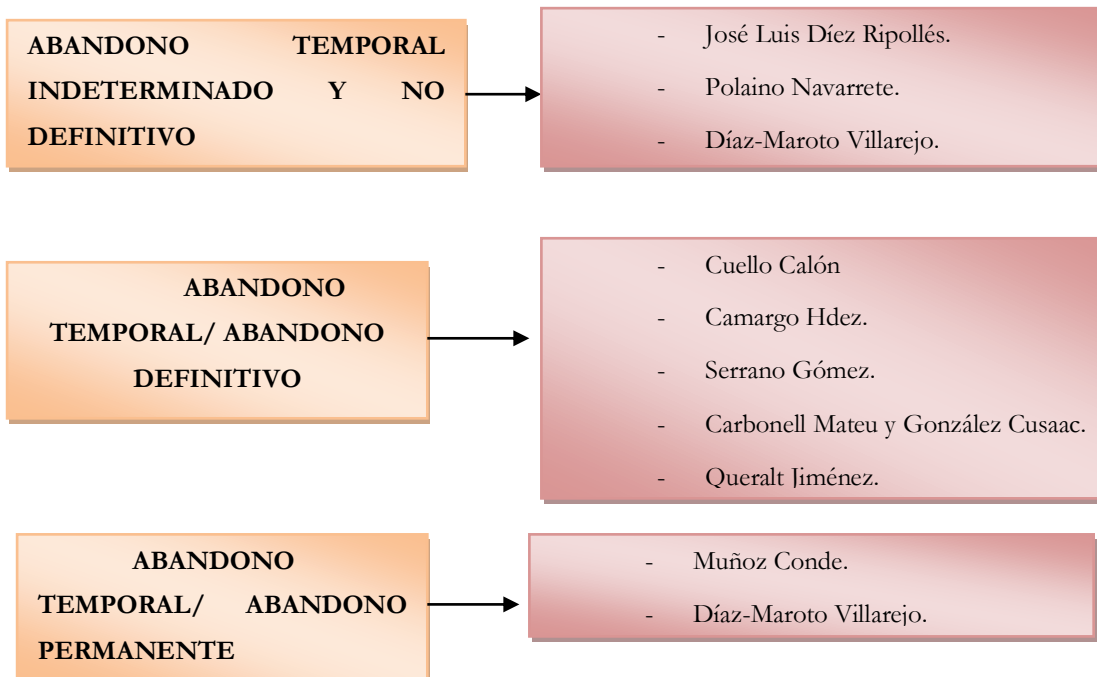 ABANDONO TEMPORAL
INDETERMINADO Y NO
DEFINITIVO
- José Luis Díez Ripollés.
- Polaino Navarrete.
- Díaz-Maroto Villarejo.
ABANDONO
TEMPORAL/ ABANDONO
DEFINITIVO
- Cuello Calón
- Camargo Hdez.
- Serrano Gómez.
- Carbonell Mateu y González Cusaac.
- Queralt Jiménez.
ABANDONO
TEMPORAL/ ABANDONO
PERMANENTE
- Muñoz Conde.
- Díaz-Maroto Villarejo.